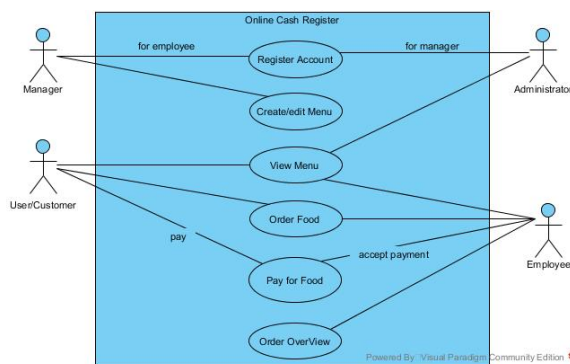 Online Cash Register
for employee
for manager
Register Account
Manager
Administrator
Create/edit Menu
View Menu
User/Customer
Order Food
pay
accept payment
Employee
Pay for Food
Order OverView
Powered By Visual Paradigm Community Edition